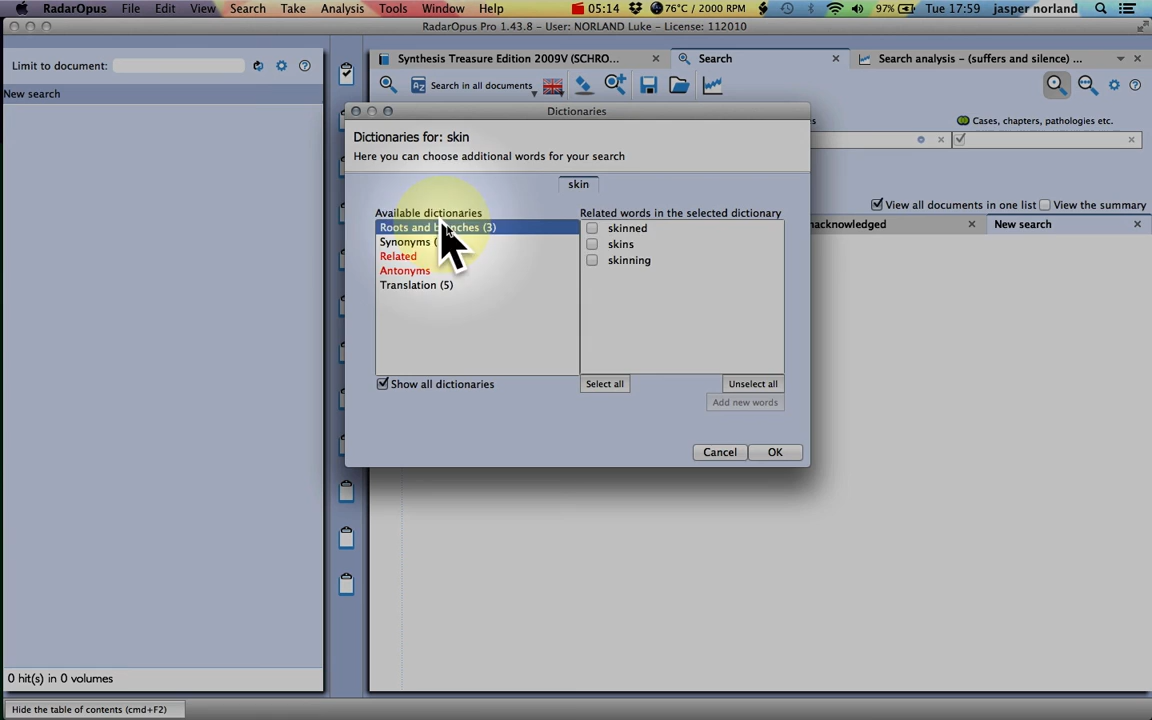 RadarOpus File Edit View Search Take Analysis Tools Window Help 05:14 76°C / 2000 RPM 97% Tue 17:59 jasper norland
RadarOpus Pro 1.43.8 - User: NORLAND Luke - License: 112010
Limit to document:
New search
Synthesis Treasure Edition 2009V (SCHRO...
Search
Search analysis - (suffers and silence) ...
Search in all documents
Cases, chapters, pathologies etc.
View all documents in one list
View the summary
nacknowledged
New search
Dictionaries
Dictionaries for: skin
Here you can choose additional words for your search
skin
Available dictionaries
Related words in the selected dictionary
Roots and (3)
Synonyms (
Related
Antonyms
Translation (5)
skinned
skins
skinning
Show all dictionaries
Select all
Unselect all
Add new words
Cancel
OK
0 hit(s) in 0 volumes
Hide the table of contents (cmd+F2)